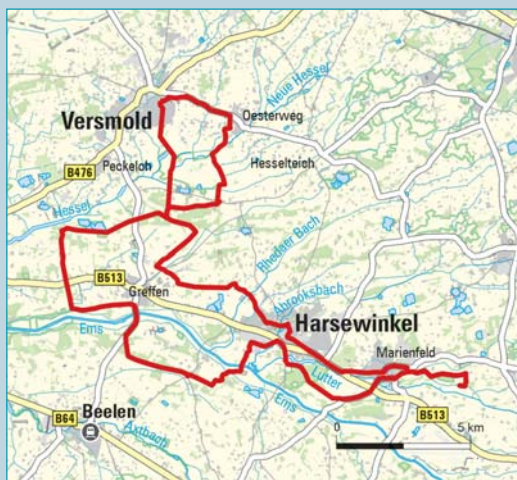 Versmold
Oesterweg
Neue Hessel
Peckeloh
Hesselteich
B476
Hessel
Rhedaer Bach
B513
Greffen
Abrooksbach
Harsewinkel
Ems
Marienfeld
Lutter
Ems
B513
Beelen
B64
Axtbach
0 5 km